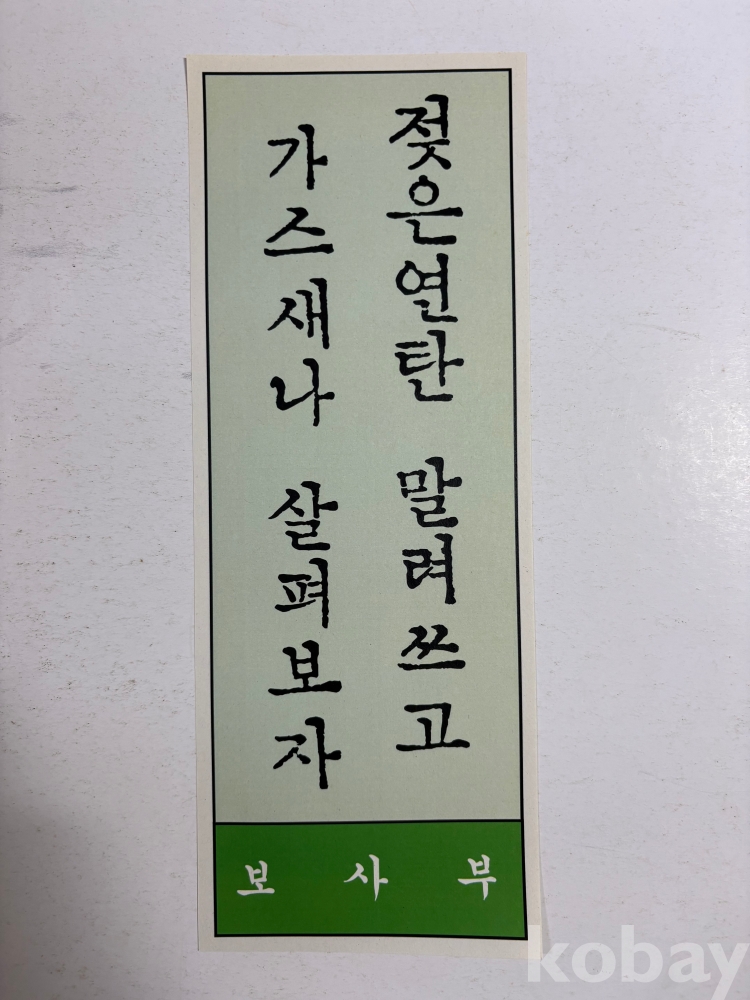 젖은연탄 말려쓰고
가스새나 살펴보자
보사부
kobay